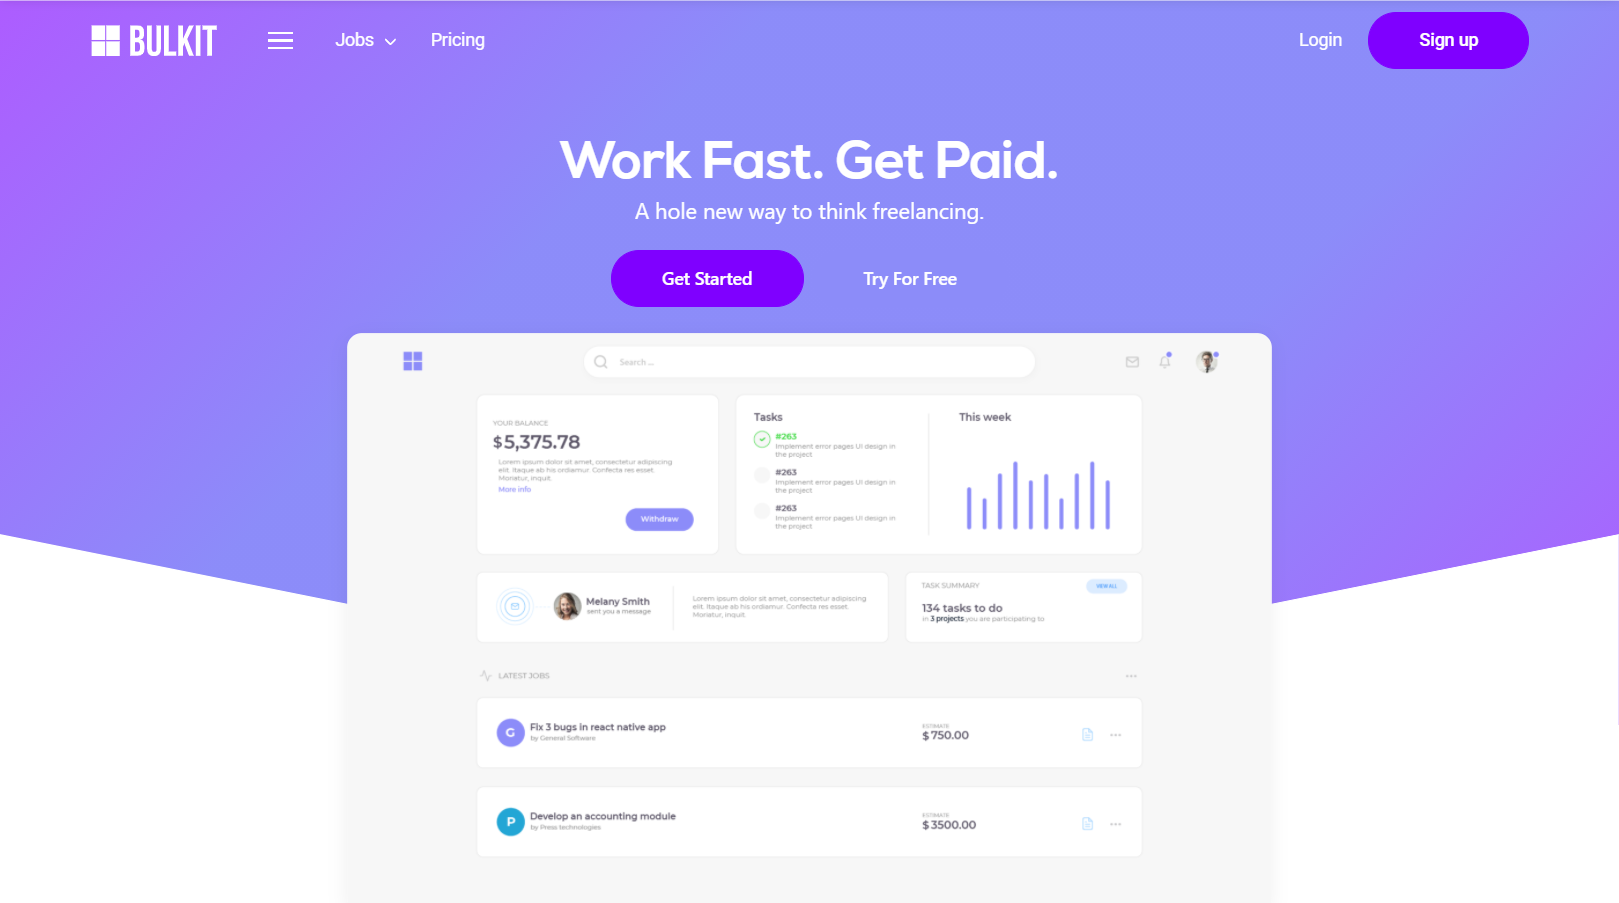 BULKIT
Jobs
Pricing
Login
Sign up
Work Fast. Get Paid.
A hole new way to think freelancing.
Get Started
Try For Free
Search ...
YOUR BALANCE
$5,375.78
Lorem ipsum dolor sit amet, consectetur adipiscing
elit. Itaque ab his ordiamur. Confecta res esset.
Moriatur, inquit.
More info
Withdraw
Tasks
#263
Implement error pages UI design in
the project
#263
Implement error pages UI design in
the project
#263
Implement error pages UI design in
the project
This week
Melany Smith
sent you a message
Lorem ipsum dolor sit amet, consectetur adipiscing
elit. Itaque ab his ordiamur. Confecta res esset.
Moriatur, inquit.
TASK SUMMARY
VIEW ALL
134 tasks to do
in 3 projects you are participating to
LATEST JOBS
G
Fix 3 bugs in react native app
by General Software
ESTIMATE
$750.00
P
Develop an accounting module
by Press technologies
ESTIMATE
$3500.00